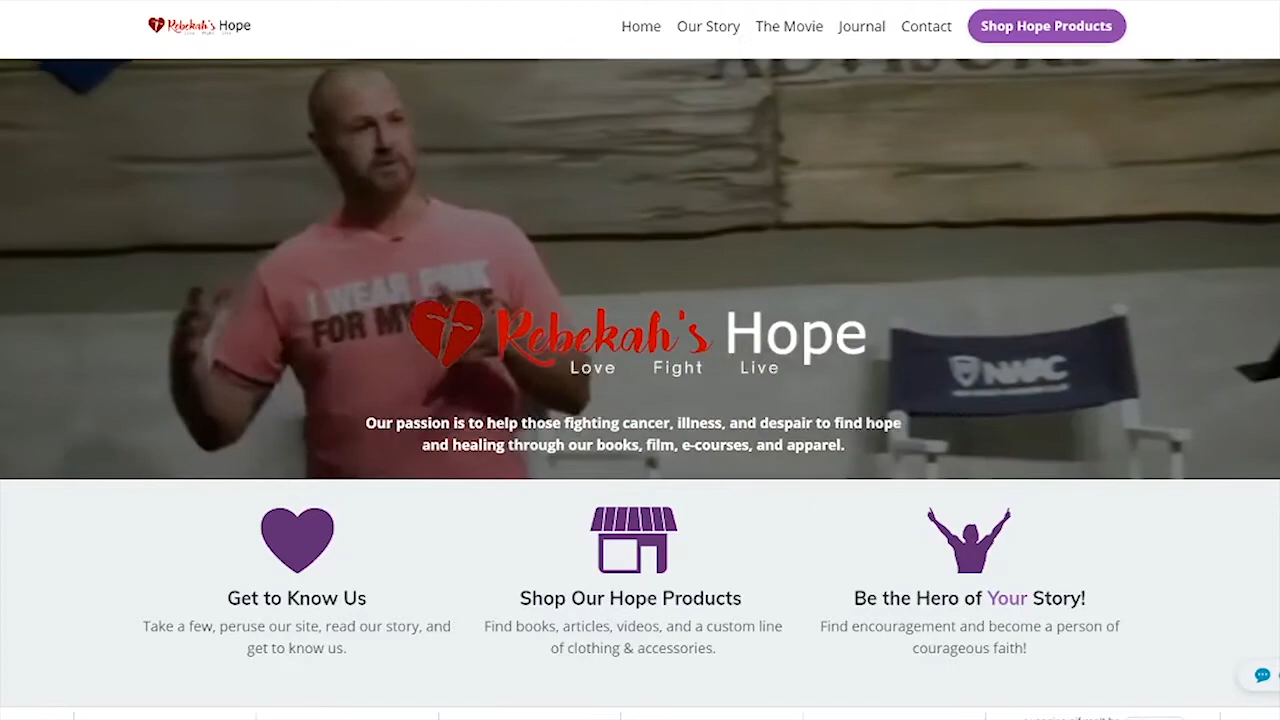 Rebekah's Hope
Home
Our Story
The Movie
Journal
Contact
Shop Hope Products
I WEAR PINK
FOR MY
Rebekah's Hope
Love Fight Live
NWAC
Our passion is to help those fighting cancer, illness, and despair to find hope
and healing through our books, film, e-courses, and apparel.
Get to Know Us
Take a few, peruse our site, read our story, and
get to know us.
Shop Our Hope Products
Find books, articles, videos, and a custom line
of clothing & accessories.
Be the Hero of Your Story!
Find encouragement and become a person of
courageous faith!